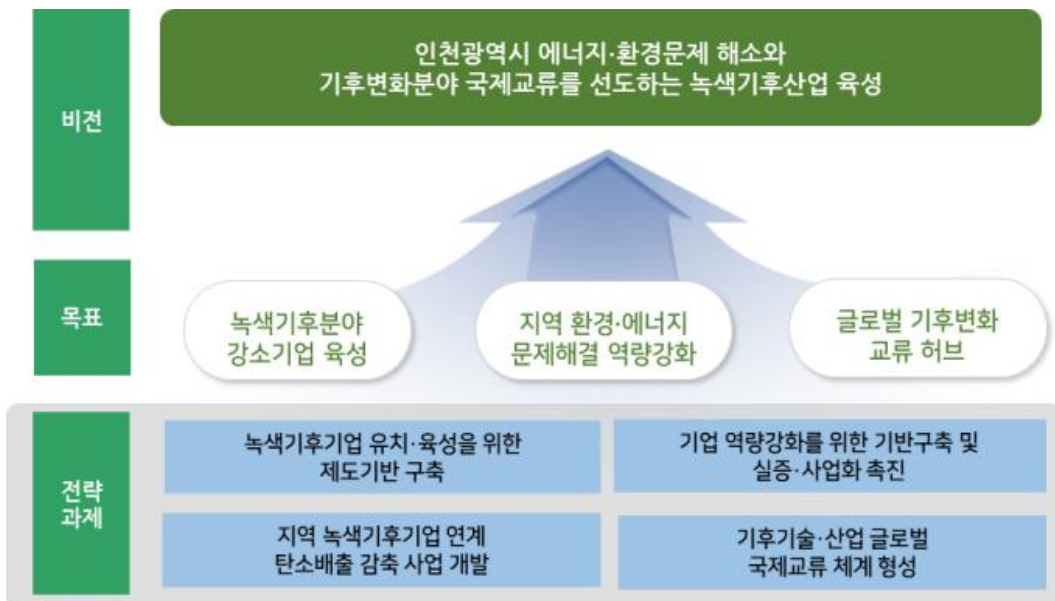 비전
인천광역시 에너지·환경문제 해소와
기후변화분야 국제교류를 선도하는 녹색기후산업 육성
목표
녹색기후분야
강소기업 육성
지역 환경·에너지
문제해결 역량강화
글로벌 기후변화
교류 허브
전략
과제
녹색기후기업 유치·육성을 위한
제도기반 구축
기업 역량강화를 위한 기반구축 및
실증·사업화 촉진
지역 녹색기후기업 연계
탄소배출 감축 사업 개발
기후기술·산업 글로벌
국제교류 체계 형성